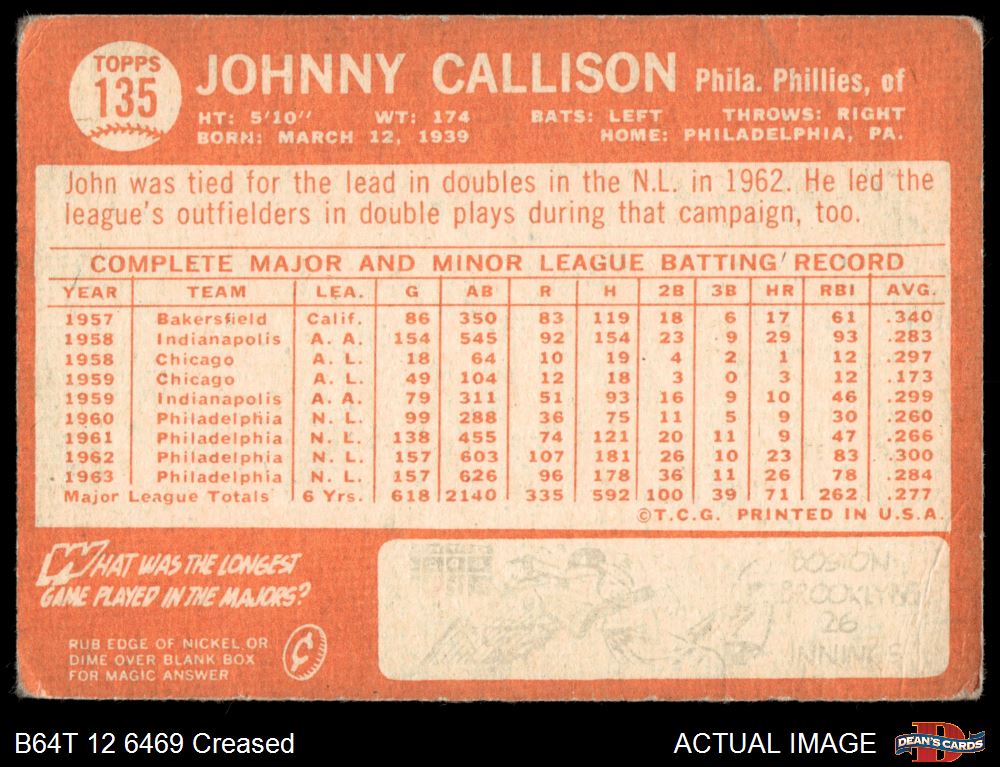 TOPPS
135
JOHNNY CALLISON Phila. Phillies, of
HT: 5'10" WT: 174 BATS: LEFT THROWS: RIGHT
BORN: MARCH 12, 1939 HOME: PHILADELPHIA, PA.
John was tied for the lead in doubles in the N.L. in 1962. He led the
league's outfielders in double plays during that campaign, too.
COMPLETE MAJOR AND MINOR LEAGUE BATTING RECORD
YEAR TEAM LEA. G AB R H 2B 3B HR RBI AVG.
1957 Bakersfield Calif. 86 350 83 119 18 6 17 61 .340
1958 Indianapolis A. A. 154 545 92 154 23 9 29 93 .283
1958 Chicago A. L. 18 64 10 19 4 2 1 12 .297
1959 Chicago A. L. 49 104 12 18 3 0 3 12 .173
1959 Indianapolis A. A. 79 311 51 93 16 9 10 46 .299
1960 Philadelphia N. L. 99 288 36 75 11 5 9 30 .260
1961 Philadelphia N. L. 138 455 74 121 20 11 9 47 .266
1962 Philadelphia N. L. 157 603 107 181 26 10 23 83 .300
1963 Philadelphia N. L. 157 626 96 178 36 11 26 78 .284
Major League Totals 6 Yrs. 618 2140 335 592 100 39 71 262 .277
©T.C.G. PRINTED IN U.S.A.
WHAT WAS THE LONGEST
GAME PLAYED IN THE MAJORS?
RUB EDGE OF NICKEL OR
DIME OVER BLANK BOX
FOR MAGIC ANSWER
¢
BOSTON
BROOKLYN
26
INNINGS
B64T 12 6469 Creased
ACTUAL IMAGE
D
DEAN'S CARDS